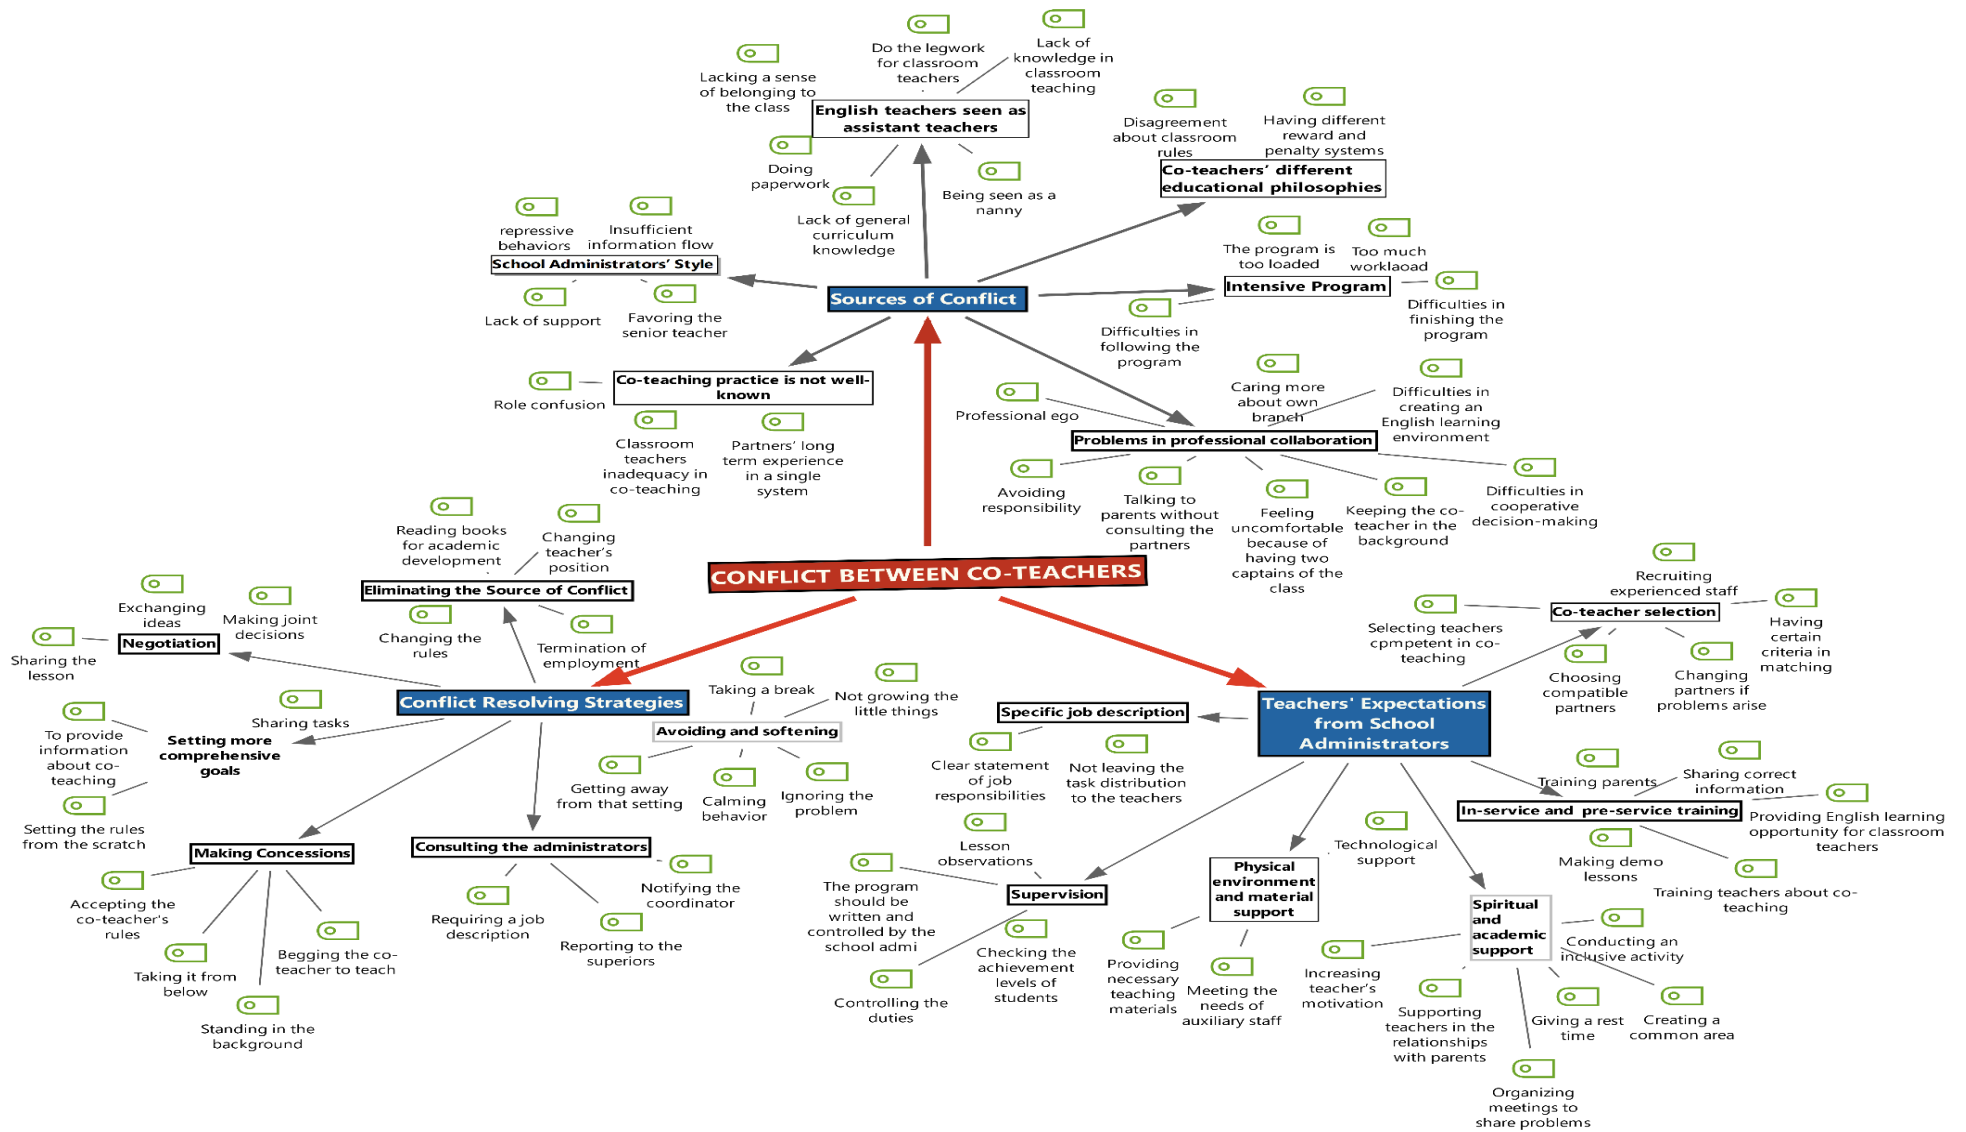 Do the legwork
for classroom
teachers
Lack of
knowledge in
classroom
teaching
Lacking a sense
of belonging to
the class
English teachers seen as
assistant teachers
Doing
paperwork
Lack of general
curriculum
knowledge
Being seen as a
nanny
Disagreement
about classroom
rules
Having different
reward and
penalty systems
Co-teachers’ different
educational philosophies
repressive
behaviors
Insufficient
information flow
School Administrators’ Style
Lack of support
Favoring the
senior teacher
Sources of Conflict
The program is
too loaded
Too much
worklaoad
Intensive Program
Difficulties in
following the
program
Difficulties in
finishing the
program
Role confusion
Co-teaching practice is not well-
known
Classroom
teachers
inadequacy in
co-teaching
Partners’ long
term experience
in a single
system
Professional ego
Caring more
about own
branch
Difficulties in
creating an
English learning
environment
Problems in professional collaboration
Avoiding
responsibility
Talking to
parents without
consulting the
partners
Feeling
uncomfortable
because of
having two
captains of the
class
Keeping the co-
teacher in the
background
Difficulties in
cooperative
decision-making
CONFLICT BETWEEN CO-TEACHERS
Reading books
for academic
development
Changing
teacher’s
position
Eliminating the Source of Conflict
Changing the
rules
Termination of
employment
Exchanging
ideas
Making joint
decisions
Negotiation
Sharing the
lesson
Conflict Resolving Strategies
Sharing tasks
To provide
information
about co-
teaching
Setting more
comprehensive
goals
Setting the rules
from the scratch
Taking a break
Not growing the
little things
Avoiding and softening
Getting away
from that setting
Calming
behavior
Ignoring the
problem
Making Concessions
Accepting the
co-teacher's
rules
Taking it from
below
Standing in the
background
Begging the co-
teacher to teach
Consulting the administrators
Requiring a job
description
Reporting to the
superiors
Notifying the
coordinator
Teachers' Expectations
from School
Administrators
Recruiting
experienced staff
Co-teacher selection
Selecting teachers
cpmpetent in co-
teaching
Choosing
compatible
partners
Changing
partners if
problems arise
Having
certain
criteria in
matching
Specific job description
Clear statement
of job
responsibilities
Not leaving the
task distribution
to the teachers
Training parents
Sharing correct
information
In-service and pre-service training
Providing English learning
opportunity for classroom
teachers
Making demo
lessons
Training teachers about co-
teaching
Lesson
observations
The program
should be
written and
controlled by the
school admi
Supervision
Controlling the
duties
Checking the
achievement
levels of
students
Technological
support
Physical
environment
and material
support
Providing
necessary
teaching
materials
Meeting the
needs of
auxiliary staff
Spiritual
and
academic
support
Increasing
teacher’s
motivation
Supporting
teachers in the
relationships
with parents
Conducting an
inclusive activity
Giving a rest
time
Creating a
common area
Organizing
meetings to
share problems